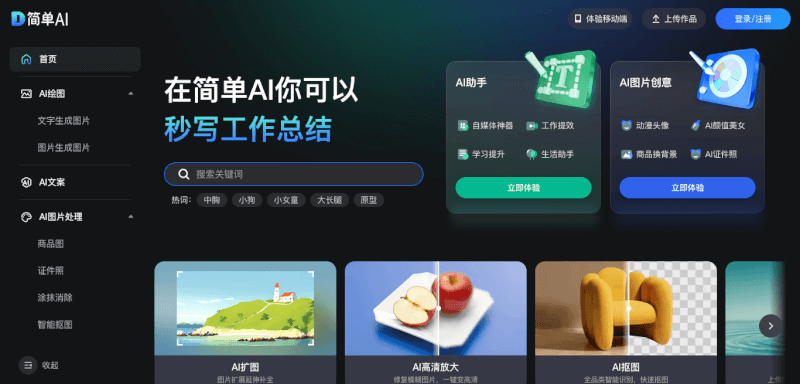 简单AI
体验移动端
上传作品
登录/注册
首页
AI绘图
文字生成图片
图片生成图片
AI文案
AI图片处理
商品图
证件照
涂抹消除
智能抠图
收起
在简单AI你可以
秒写工作总结
搜索关键词
热词: 中胸 小狗 小女童 大长腿 原型
AI助手
自媒体神器 工作提效
学习提升 生活助手
立即体验
AI图片创意
动漫头像 AI颜值美女
商品换背景 AI证件照
立即体验
AI扩图
图片扩展延伸补全
AI高清放大
修复模糊图片，一键变高清
AI抠图
全品类智能识别，快速抠图